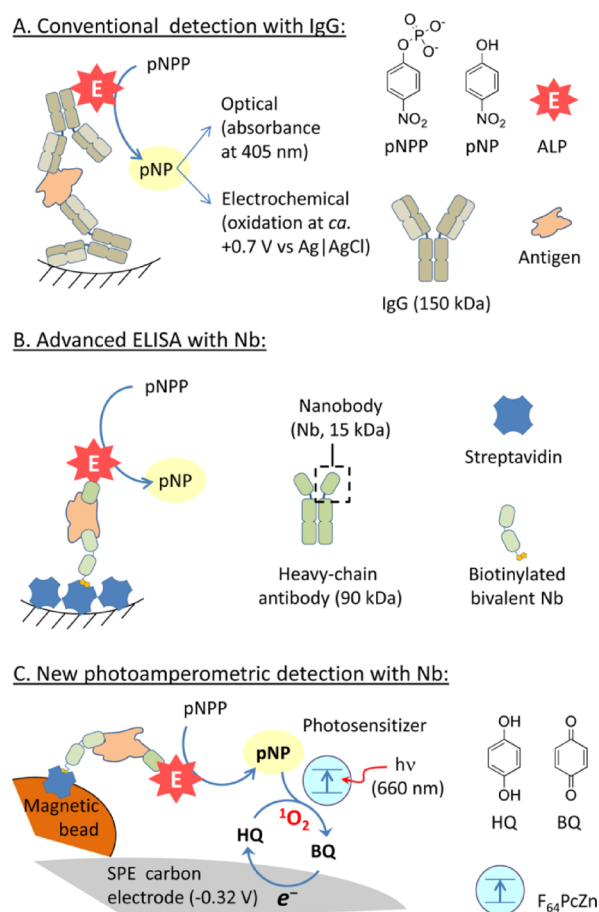 A. Conventional detection with IgG:
E
pNPP
pNP
Optical
(absorbance
at 405 nm)
Electrochemical
(oxidation at ca.
+0.7 V vs Ag|AgCl)
O
O⁻
P
O
O⁻
NO₂
pNPP
OH
NO₂
pNP
E
ALP
IgG (150 kDa)
Antigen
B. Advanced ELISA with Nb:
pNPP
E
pNP
Nanobody
(Nb, 15 kDa)
Heavy-chain
antibody (90 kDa)
Streptavidin
Biotinylated
bivalent Nb
C. New photoamperometric detection with Nb:
pNPP
E
pNP
Photosensitizer
hν
(660 nm)
Magnetic
bead
¹O₂
HQ
BQ
SPE carbon
electrode (-0.32 V)
e⁻
OH
OH
HQ
O
O
BQ
F₆₄PcZn